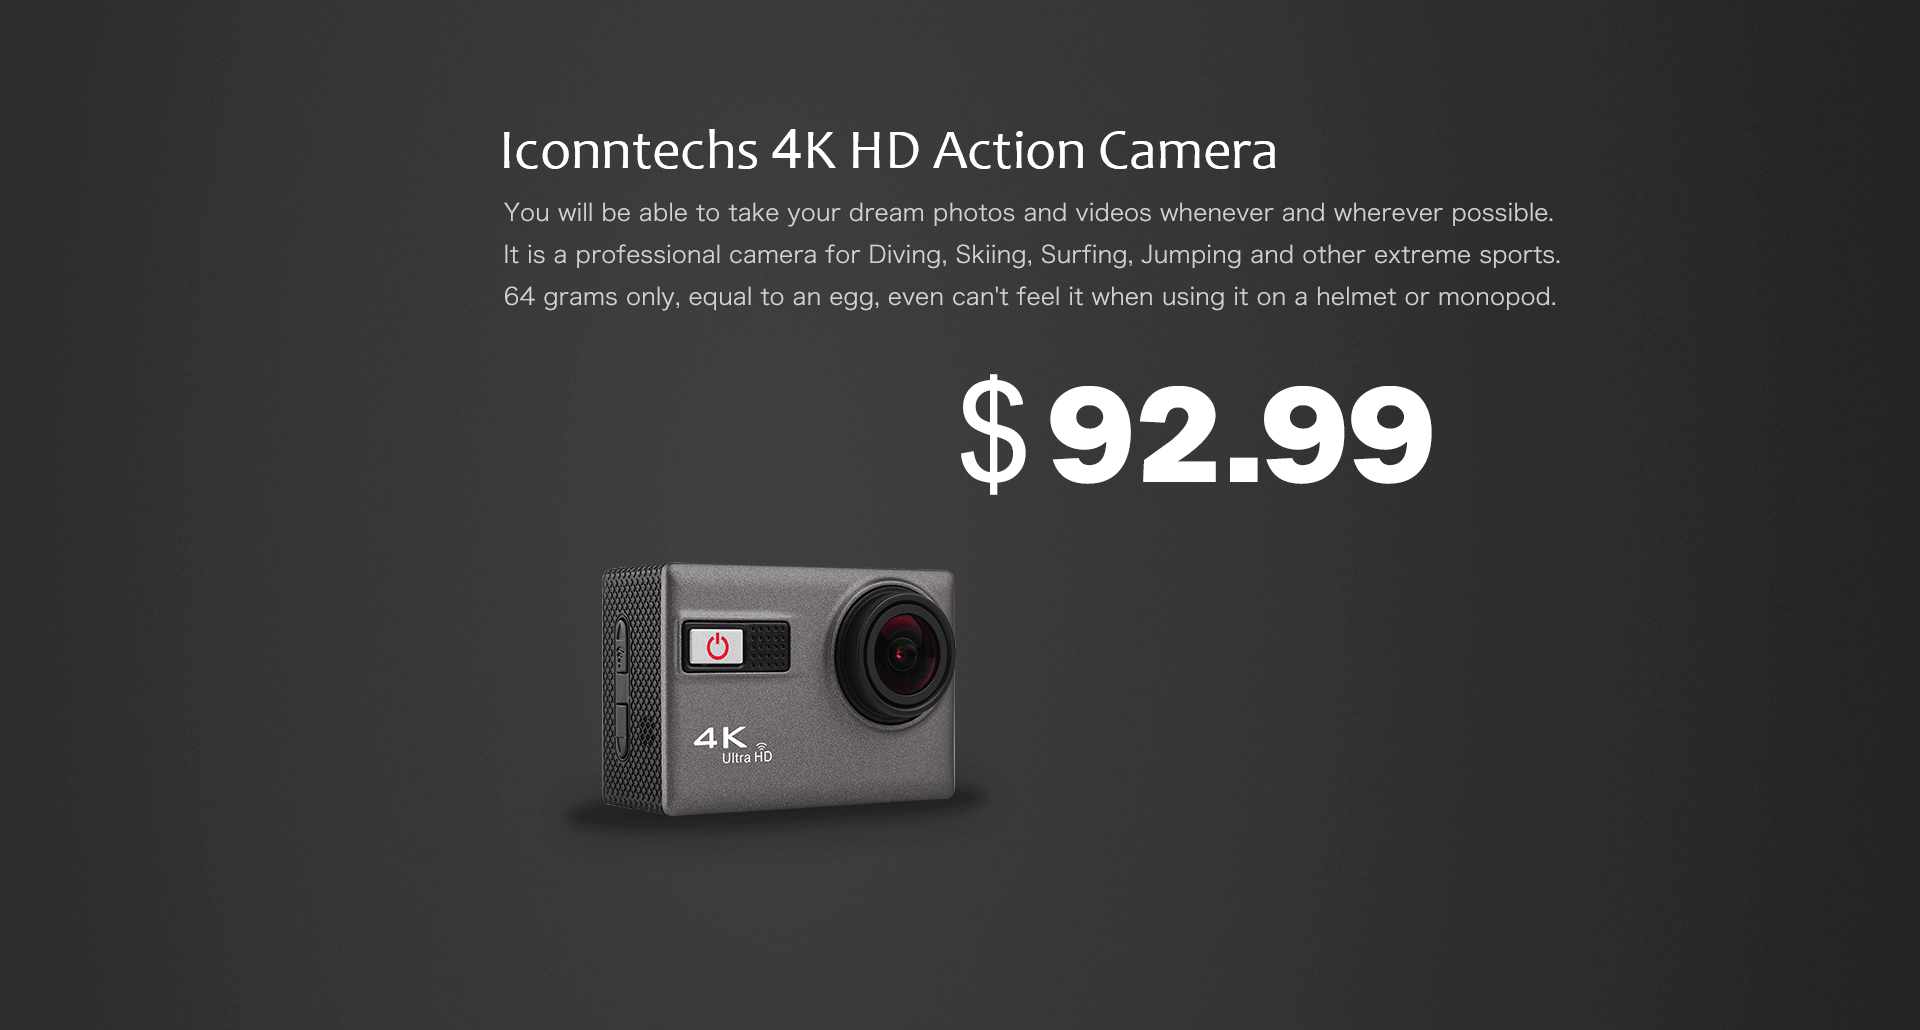 Iconntechs 4K HD Action Camera
You will be able to take your dream photos and videos whenever and wherever possible.
It is a professional camera for Diving, Skiing, Surfing, Jumping and other extreme sports.
64 grams only, equal to an egg, even can't feel it when using it on a helmet or monopod.
$ 92.99
4K
Ultra HD